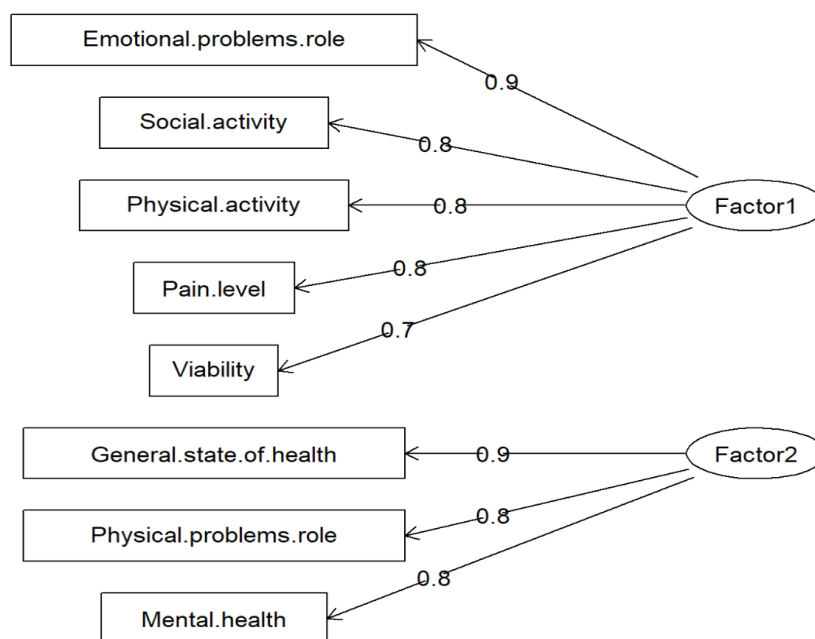 Emotional.problems.role
0.9
Social.activity
0.8
Physical.activity
0.8
Factor1
Pain.level
0.8
Viability
0.7
General.state.of.health
0.9
Factor2
Physical.problems.role
0.8
Mental.health
0.8